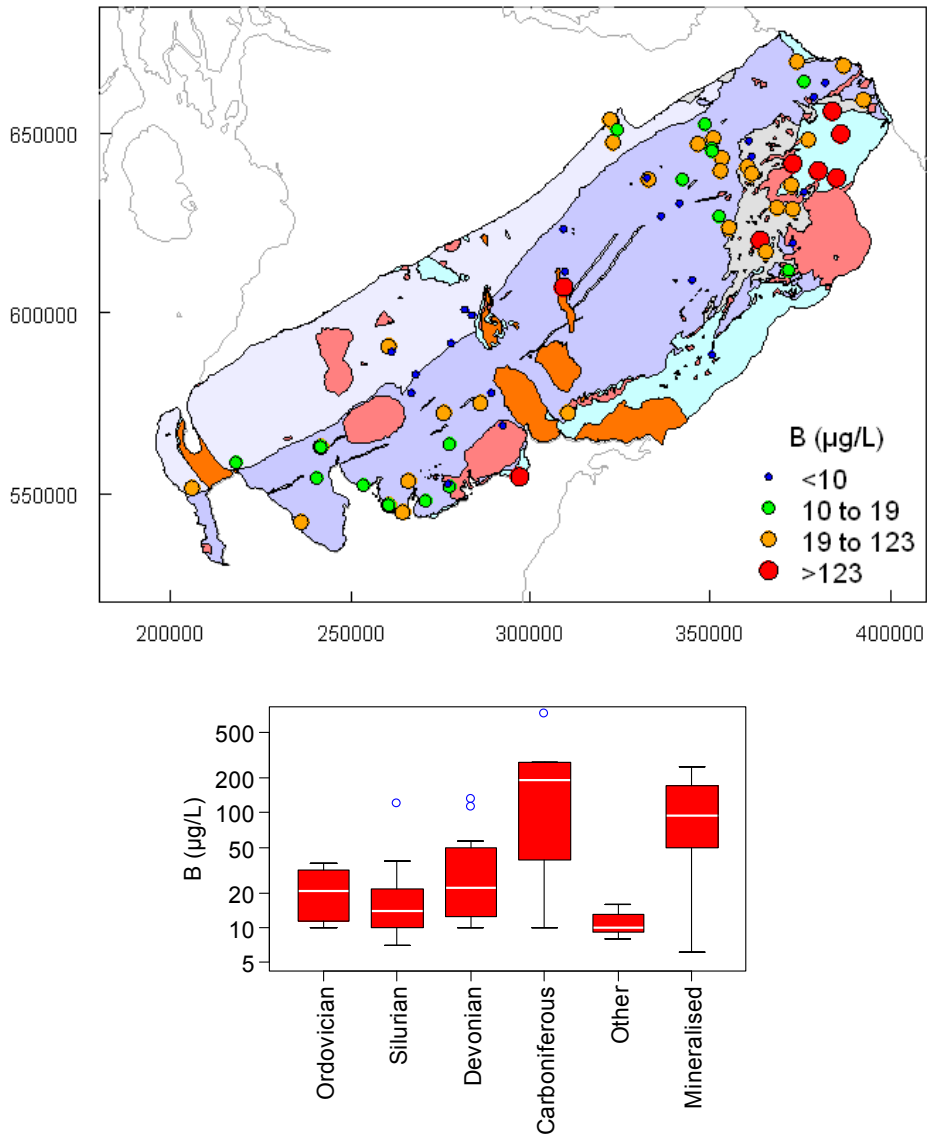 650000
600000
550000
B (µg/L)
<10
10 to 19
19 to 123
>123
200000
250000
300000
350000
400000
B (µg/L)
500
200
100
50
20
10
5
Ordovician
Silurian
Devonian
Carboniferous
Other
Mineralised